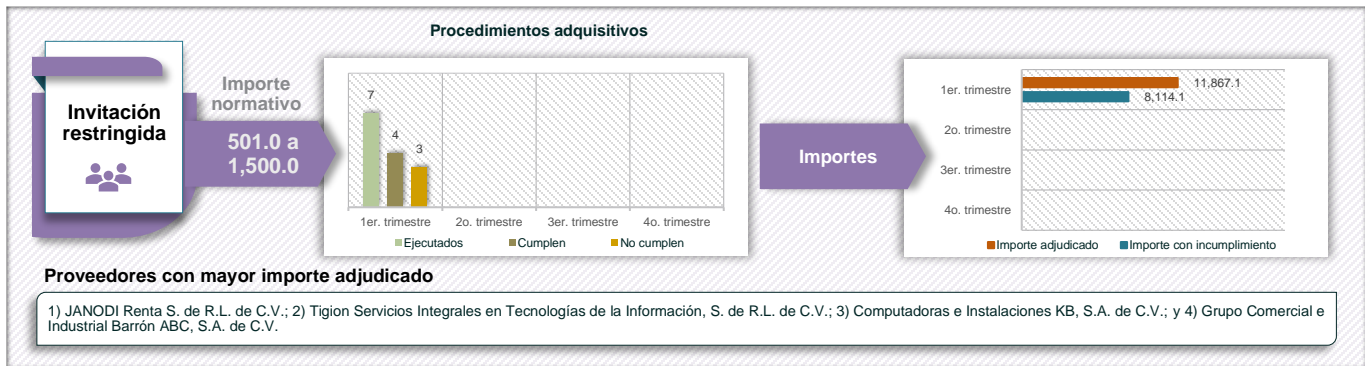 Procedimientos adquisitivos
Invitación
restringida
Importe
normativo
501.0 a
1,500.0
7
4
3
1er. trimestre
2o. trimestre
3er. trimestre
4o. trimestre
Ejecutados
Cumplen
No cumplen
Importes
1er. trimestre
11,867.1
8,114.1
2o. trimestre
3er. trimestre
4o. trimestre
Importe adjudicado
Importe con incumplimiento
Proveedores con mayor importe adjudicado
1) JANODI Renta S. de R.L. de C.V.; 2) Tigion Servicios Integrales en Tecnologías de la Información, S. de R.L. de C.V.; 3) Computadoras e Instalaciones KB, S.A. de C.V.; y 4) Grupo Comercial e
Industrial Barrón ABC, S.A. de C.V.